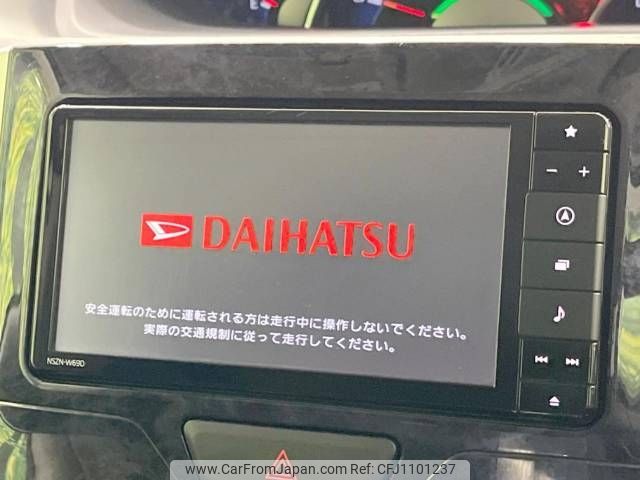 E
DAIHATSU
安全運転のために運転される方は走行中に操作しないでください。
実際の交通規制に従って走行してください。
NSZN-W69D
www.CarFromJapan.com | Ref.CFJ1101237